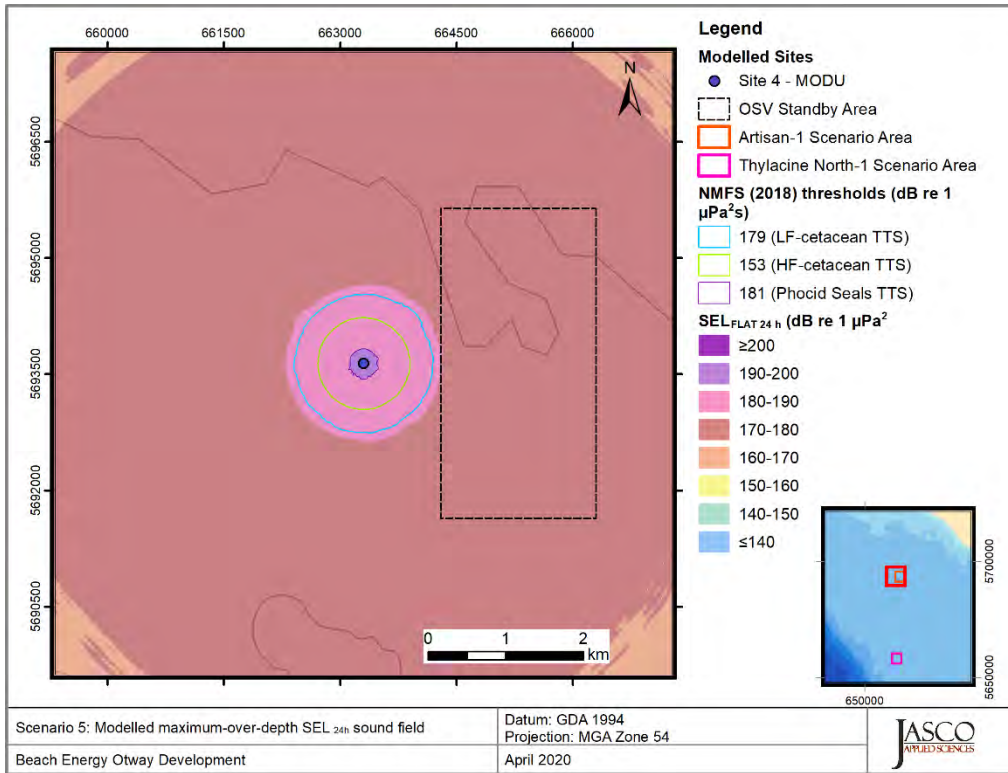 660000 661500 663000 664500 666000
5696500
5695000
5693500
5692000
5690500
N
0 1 2
km
Legend
Modelled Sites
Site 4 - MODU
OSV Standby Area
Artisan-1 Scenario Area
Thylacine North-1 Scenario Area
NMFS (2018) thresholds (dB re 1
µPa²s)
179 (LF-cetacean TTS)
153 (HF-cetacean TTS)
181 (Phocid Seals TTS)
SEL FLAT 24 h (dB re 1 µPa²
≥200
190-200
180-190
170-180
160-170
150-160
140-150
≤140
5700000
5650000
650000
Scenario 5: Modelled maximum-over-depth SEL 24h sound field
Datum: GDA 1994
Projection: MGA Zone 54
Beach Energy Otway Development
April 2020
JASCO
APPLIED SCIENCES